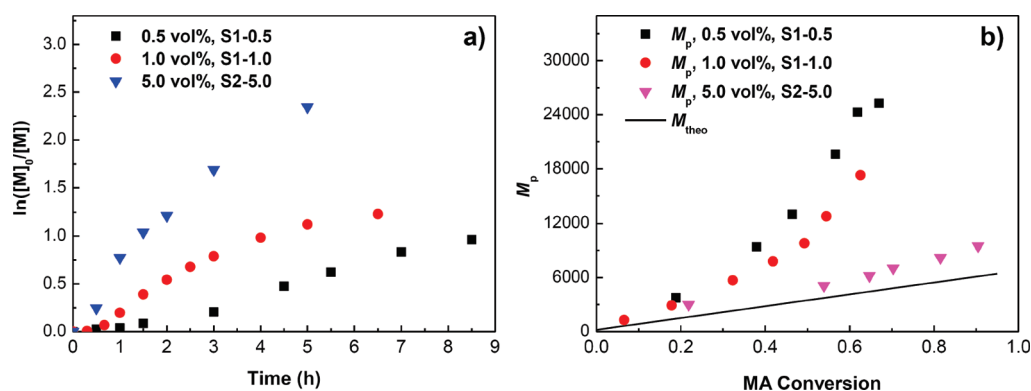 a)
0.5 vol%, S1-0.5
1.0 vol%, S1-1.0
5.0 vol%, S2-5.0
ln([M]0/[M])
3.0
2.5
2.0
1.5
1.0
0.5
0.0
0 1 2 3 4 5 6 7 8 9
Time (h)
b)
Mp, 0.5 vol%, S1-0.5
Mp, 1.0 vol%, S1-1.0
Mp, 5.0 vol%, S2-5.0
Mtheo
Mp
30000
24000
18000
12000
6000
0
0.0 0.2 0.4 0.6 0.8 1.0
MA Conversion